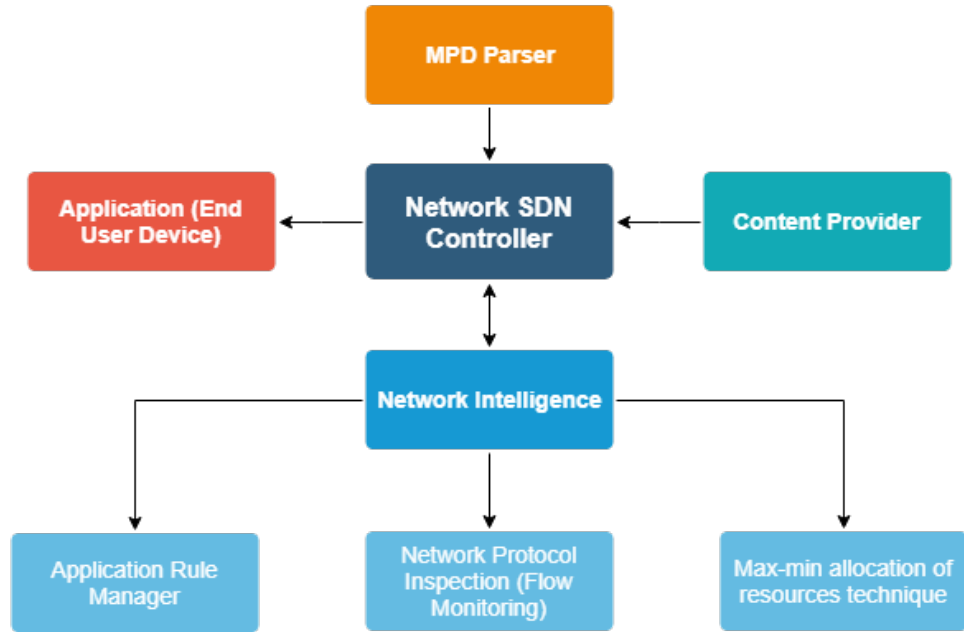 MPD Parser
Application (End
User Device)
Network SDN
Controller
Content Provider
Network Intelligence
Application Rule
Manager
Network Protocol
Inspection (Flow
Monitoring)
Max-min allocation of
resources technique